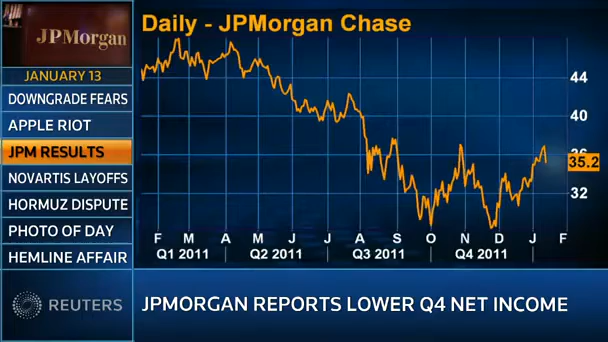 JPMorgan
JANUARY 13
DOWNGRADE FEARS
APPLE RIOT
JPM RESULTS
NOVARTIS LAYOFFS
HORMUZ DISPUTE
PHOTO OF DAY
HEMLINE AFFAIR
REUTERS
Daily - JPMorgan Chase
44
40
36
35.2
32
F M A M J J A S O N D J F
Q1 2011 Q2 2011 Q3 2011 Q4 2011
JPMORGAN REPORTS LOWER Q4 NET INCOME